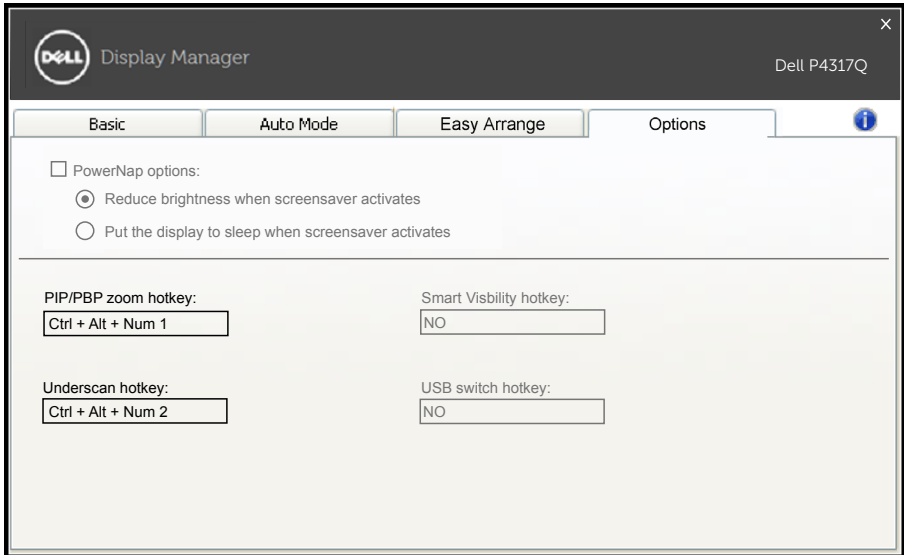 X
DELL Display Manager
Dell P4317Q
Basic Auto Mode Easy Arrange Options i
PowerNap options:
Reduce brightness when screensaver activates
Put the display to sleep when screensaver activates
PIP/PBP zoom hotkey: Smart Visbility hotkey:
Ctrl + Alt + Num 1 NO
Underscan hotkey: USB switch hotkey:
Ctrl + Alt + Num 2 NO